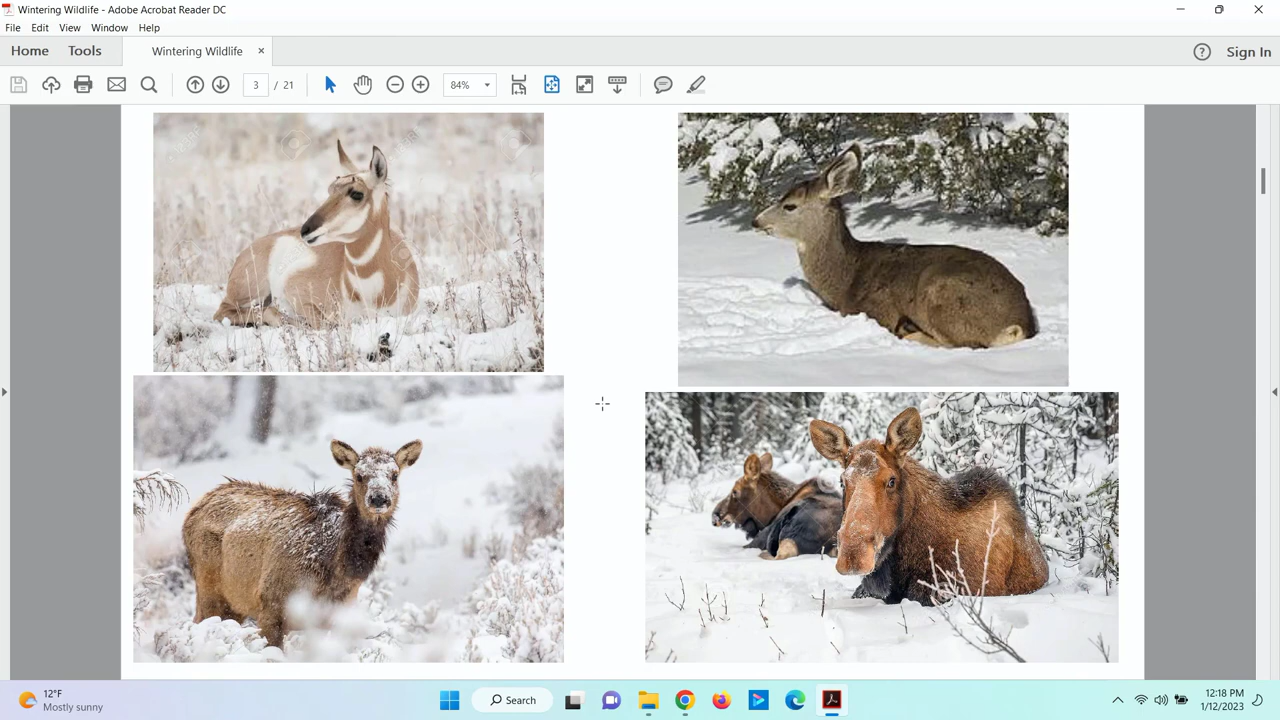 Wintering Wildlife - Adobe Acrobat Reader DC
File Edit View Window Help
Home Tools Wintering Wildlife × Sign In
3 / 21 84%
12°F
Mostly sunny
Search
12:18 PM
1/12/2023